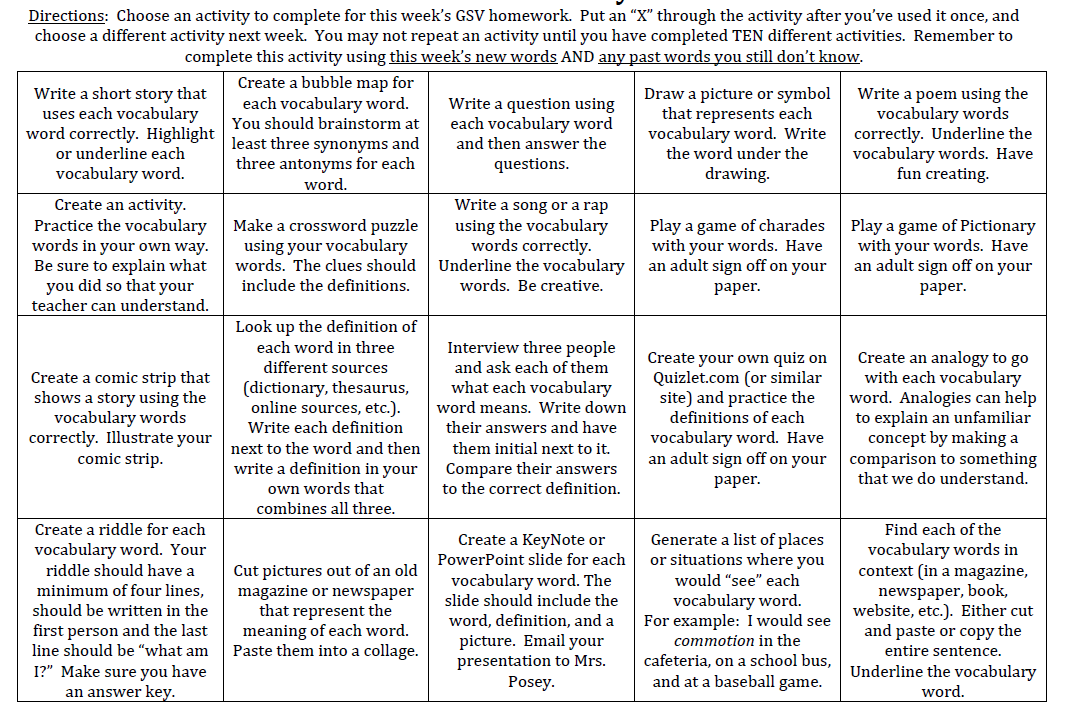 Directions:  Choose an activity to complete for this week’s GSV homework.  Put an “X” through the activity after you’ve used it once, and
choose a different activity next week.  You may not repeat an activity until you have completed TEN different activities.  Remember to
complete this activity using this week’s new words AND any past words you still don’t know.
Write a short story that
uses each vocabulary
word correctly.  Highlight
or underline each
vocabulary word.
Create a bubble map for
each vocabulary word.
You should brainstorm at
least three synonyms and
three antonyms for each
word.
Write a question using
each vocabulary word
and then answer the
questions.
Draw a picture or symbol
that represents each
vocabulary word.  Write
the word under the
drawing.
Write a poem using the
vocabulary words
correctly.  Underline the
vocabulary words.  Have
fun creating.
Create an activity.
Practice the vocabulary
words in your own way.
Be sure to explain what
you did so that your
teacher can understand.
Make a crossword puzzle
using your vocabulary
words.  The clues should
include the definitions.
Write a song or a rap
using the vocabulary
words correctly.
Underline the vocabulary
words.  Be creative.
Play a game of charades
with your words.  Have
an adult sign off on your
paper.
Play a game of Pictionary
with your words.  Have
an adult sign off on your
paper.
Create a comic strip that
shows a story using the
vocabulary words
correctly.  Illustrate your
comic strip.
Look up the definition of
each word in three
different sources
(dictionary, thesaurus,
online sources, etc.).
Write each definition
next to the word and then
write a definition in your
own words that
combines all three.
Interview three people
and ask each of them
what each vocabulary
word means.  Write down
their answers and have
them initial next to it.
Compare their answers
to the correct definition.
Create your own quiz on
Quizlet.com (or similar
site) and practice the
definitions of each
vocabulary word.  Have
an adult sign off on your
paper.
Create an analogy to go
with each vocabulary
word.  Analogies can help
to explain an unfamiliar
concept by making a
comparison to something
that we do understand.
Create a riddle for each
vocabulary word.  Your
riddle should have a
minimum of four lines,
should be written in the
first person and the last
line should be “what am
I?”  Make sure you have
an answer key.
Cut pictures out of an old
magazine or newspaper
that represent the
meaning of each word.
Paste them into a collage.
Create a KeyNote or
PowerPoint slide for each
vocabulary word. The
slide should include the
word, definition, and a
picture.  Email your
presentation to Mrs.
Posey.
Generate a list of places
or situations where you
would “see” each
vocabulary word.
For example:  I would see
commotion in the
cafeteria, on a school bus,
and at a baseball game.
Find each of the
vocabulary words in
context (in a magazine,
newspaper, book,
website, etc.).  Either cut
and paste or copy the
entire sentence.
Underline the vocabulary
word.